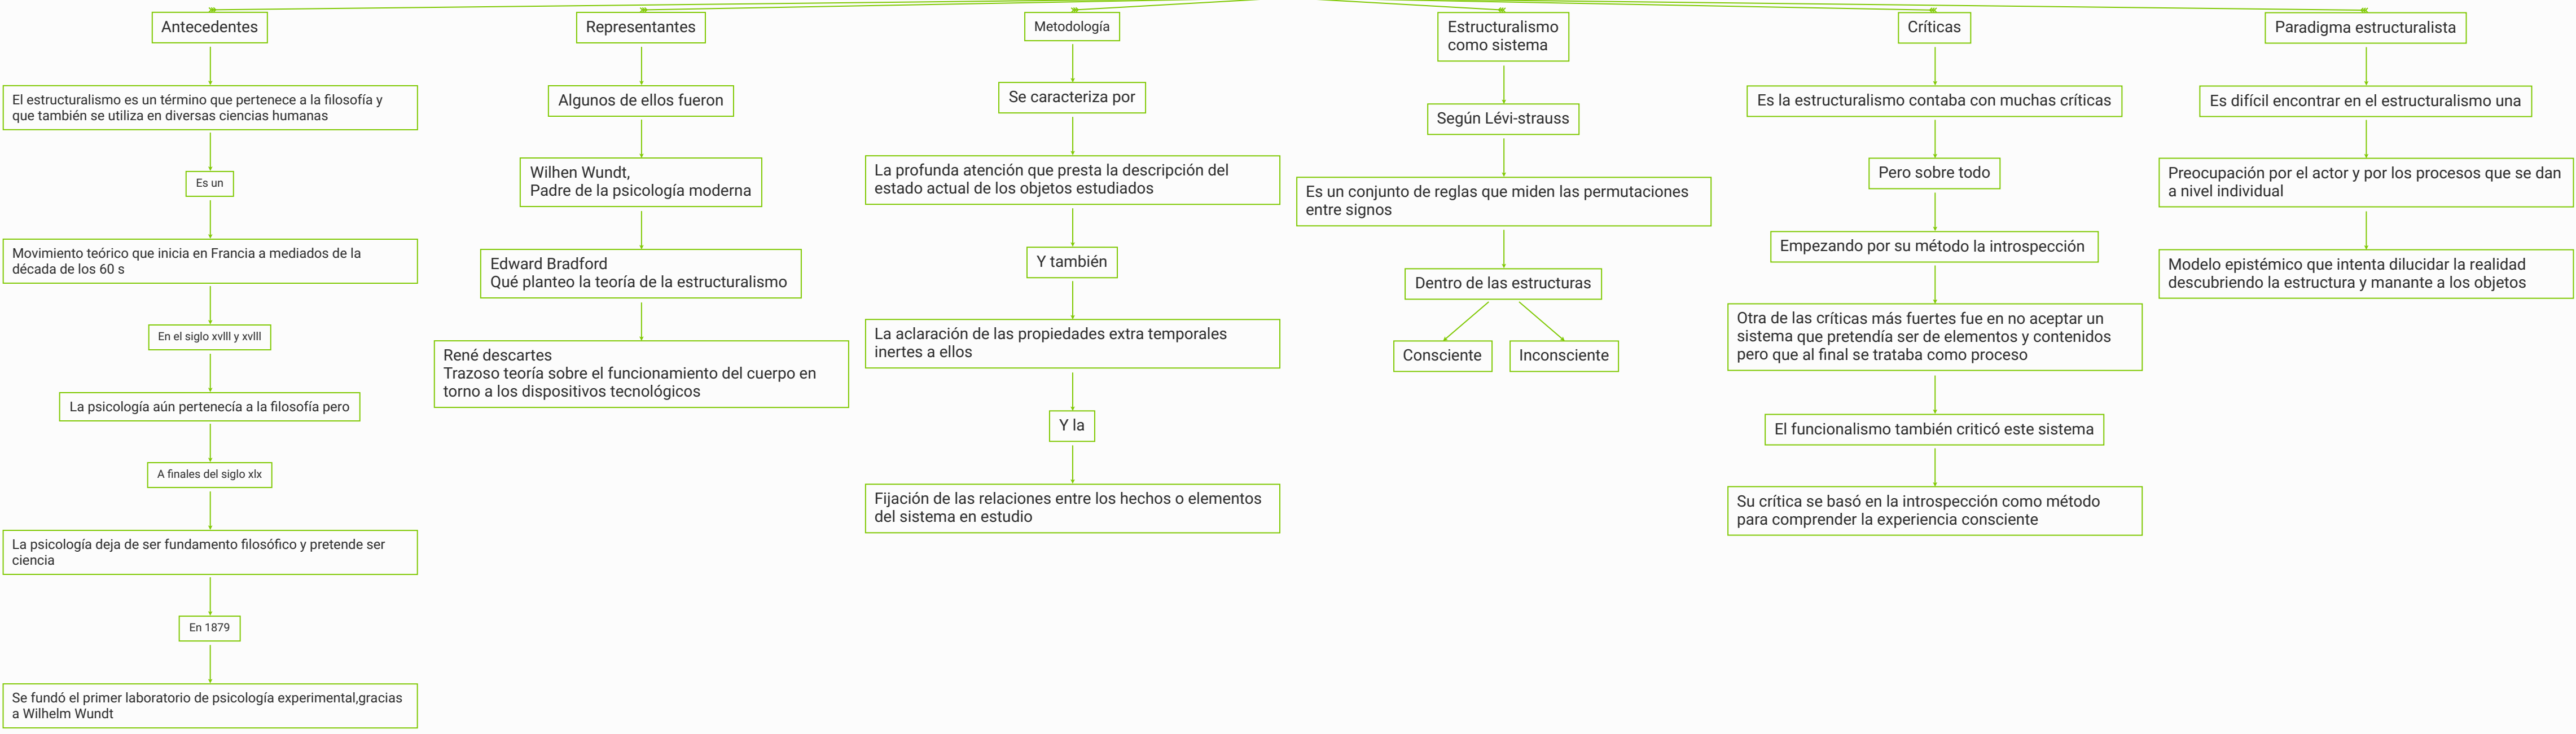 Antecedentes
El estructuralismo es un término que pertenece a la filosofía y
que también se utiliza en diversas ciencias humanas
Es un
Movimiento teórico que inicia en Francia a mediados de la
década de los 60 s
En el siglo xvlll y xvlll
La psicología aún pertenecía a la filosofía pero
A finales del siglo xlx
La psicología deja de ser fundamento filosófico y pretende ser
ciencia
En 1879
Se fundó el primer laboratorio de psicología experimental,gracias
a Wilhelm Wundt
Representantes
Algunos de ellos fueron
Wilhen Wundt,
Padre de la psicología moderna
Edward Bradford
Qué planteo la teoría de la estructuralismo
René descartes
Trazoso teoría sobre el funcionamiento del cuerpo en
torno a los dispositivos tecnológicos
Metodología
Se caracteriza por
La profunda atención que presta la descripción del
estado actual de los objetos estudiados
Y también
La aclaración de las propiedades extra temporales
inertes a ellos
Y la
Fijación de las relaciones entre los hechos o elementos
del sistema en estudio
Estructuralismo
como sistema
Según Lévi-strauss
Es un conjunto de reglas que miden las permutaciones
entre signos
Dentro de las estructuras
Consciente
Inconsciente
Críticas
Es la estructuralismo contaba con muchas críticas
Pero sobre todo
Empezando por su método la introspección
Otra de las críticas más fuertes fue en no aceptar un
sistema que pretendía ser de elementos y contenidos
pero que al final se trataba como proceso
El funcionalismo también criticó este sistema
Su crítica se basó en la introspección como método
para comprender la experiencia consciente
Paradigma estructuralista
Es difícil encontrar en el estructuralismo una
Preocupación por el actor y por los procesos que se dan
a nivel individual
Modelo epistémico que intenta dilucidar la realidad
descubriendo la estructura y manante a los objetos